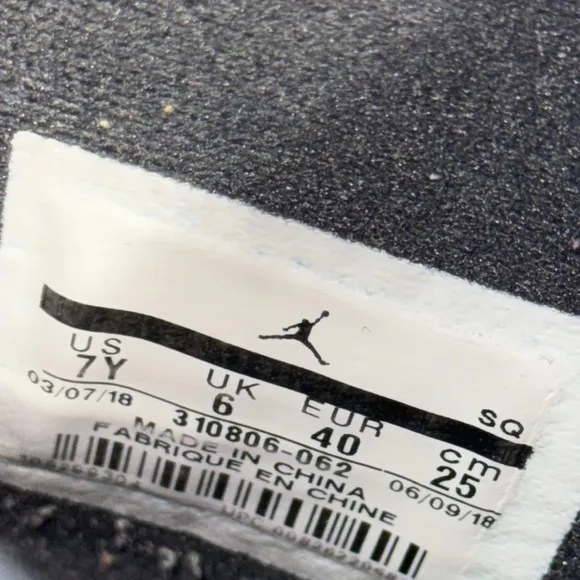 SQ
US UK EUR cm
7Y 6 40 25
03/07/18 310806-062 06/09/18
MADE IN CHINA
FABRIQUE EN CHINE